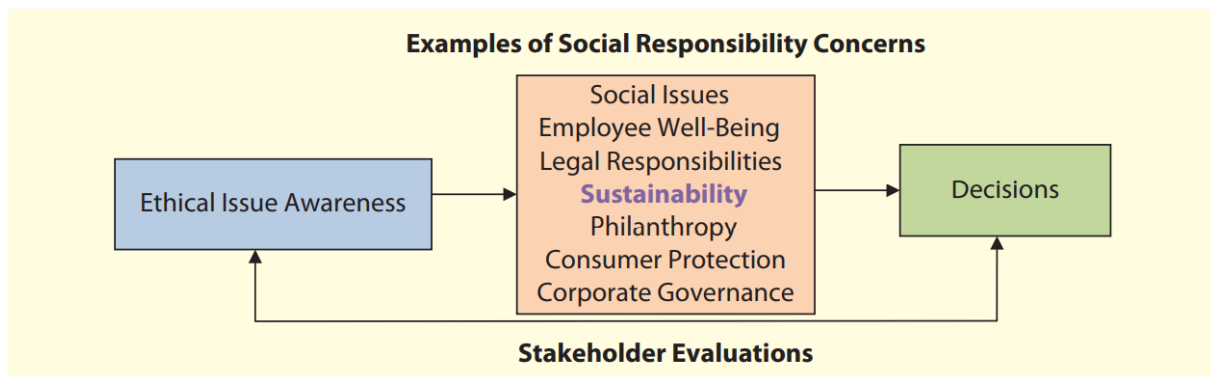 Examples of Social Responsibility Concerns
Ethical Issue Awareness
Social Issues
Employee Well-Being
Legal Responsibilities
Sustainability
Philanthropy
Consumer Protection
Corporate Governance
Decisions
Stakeholder Evaluations